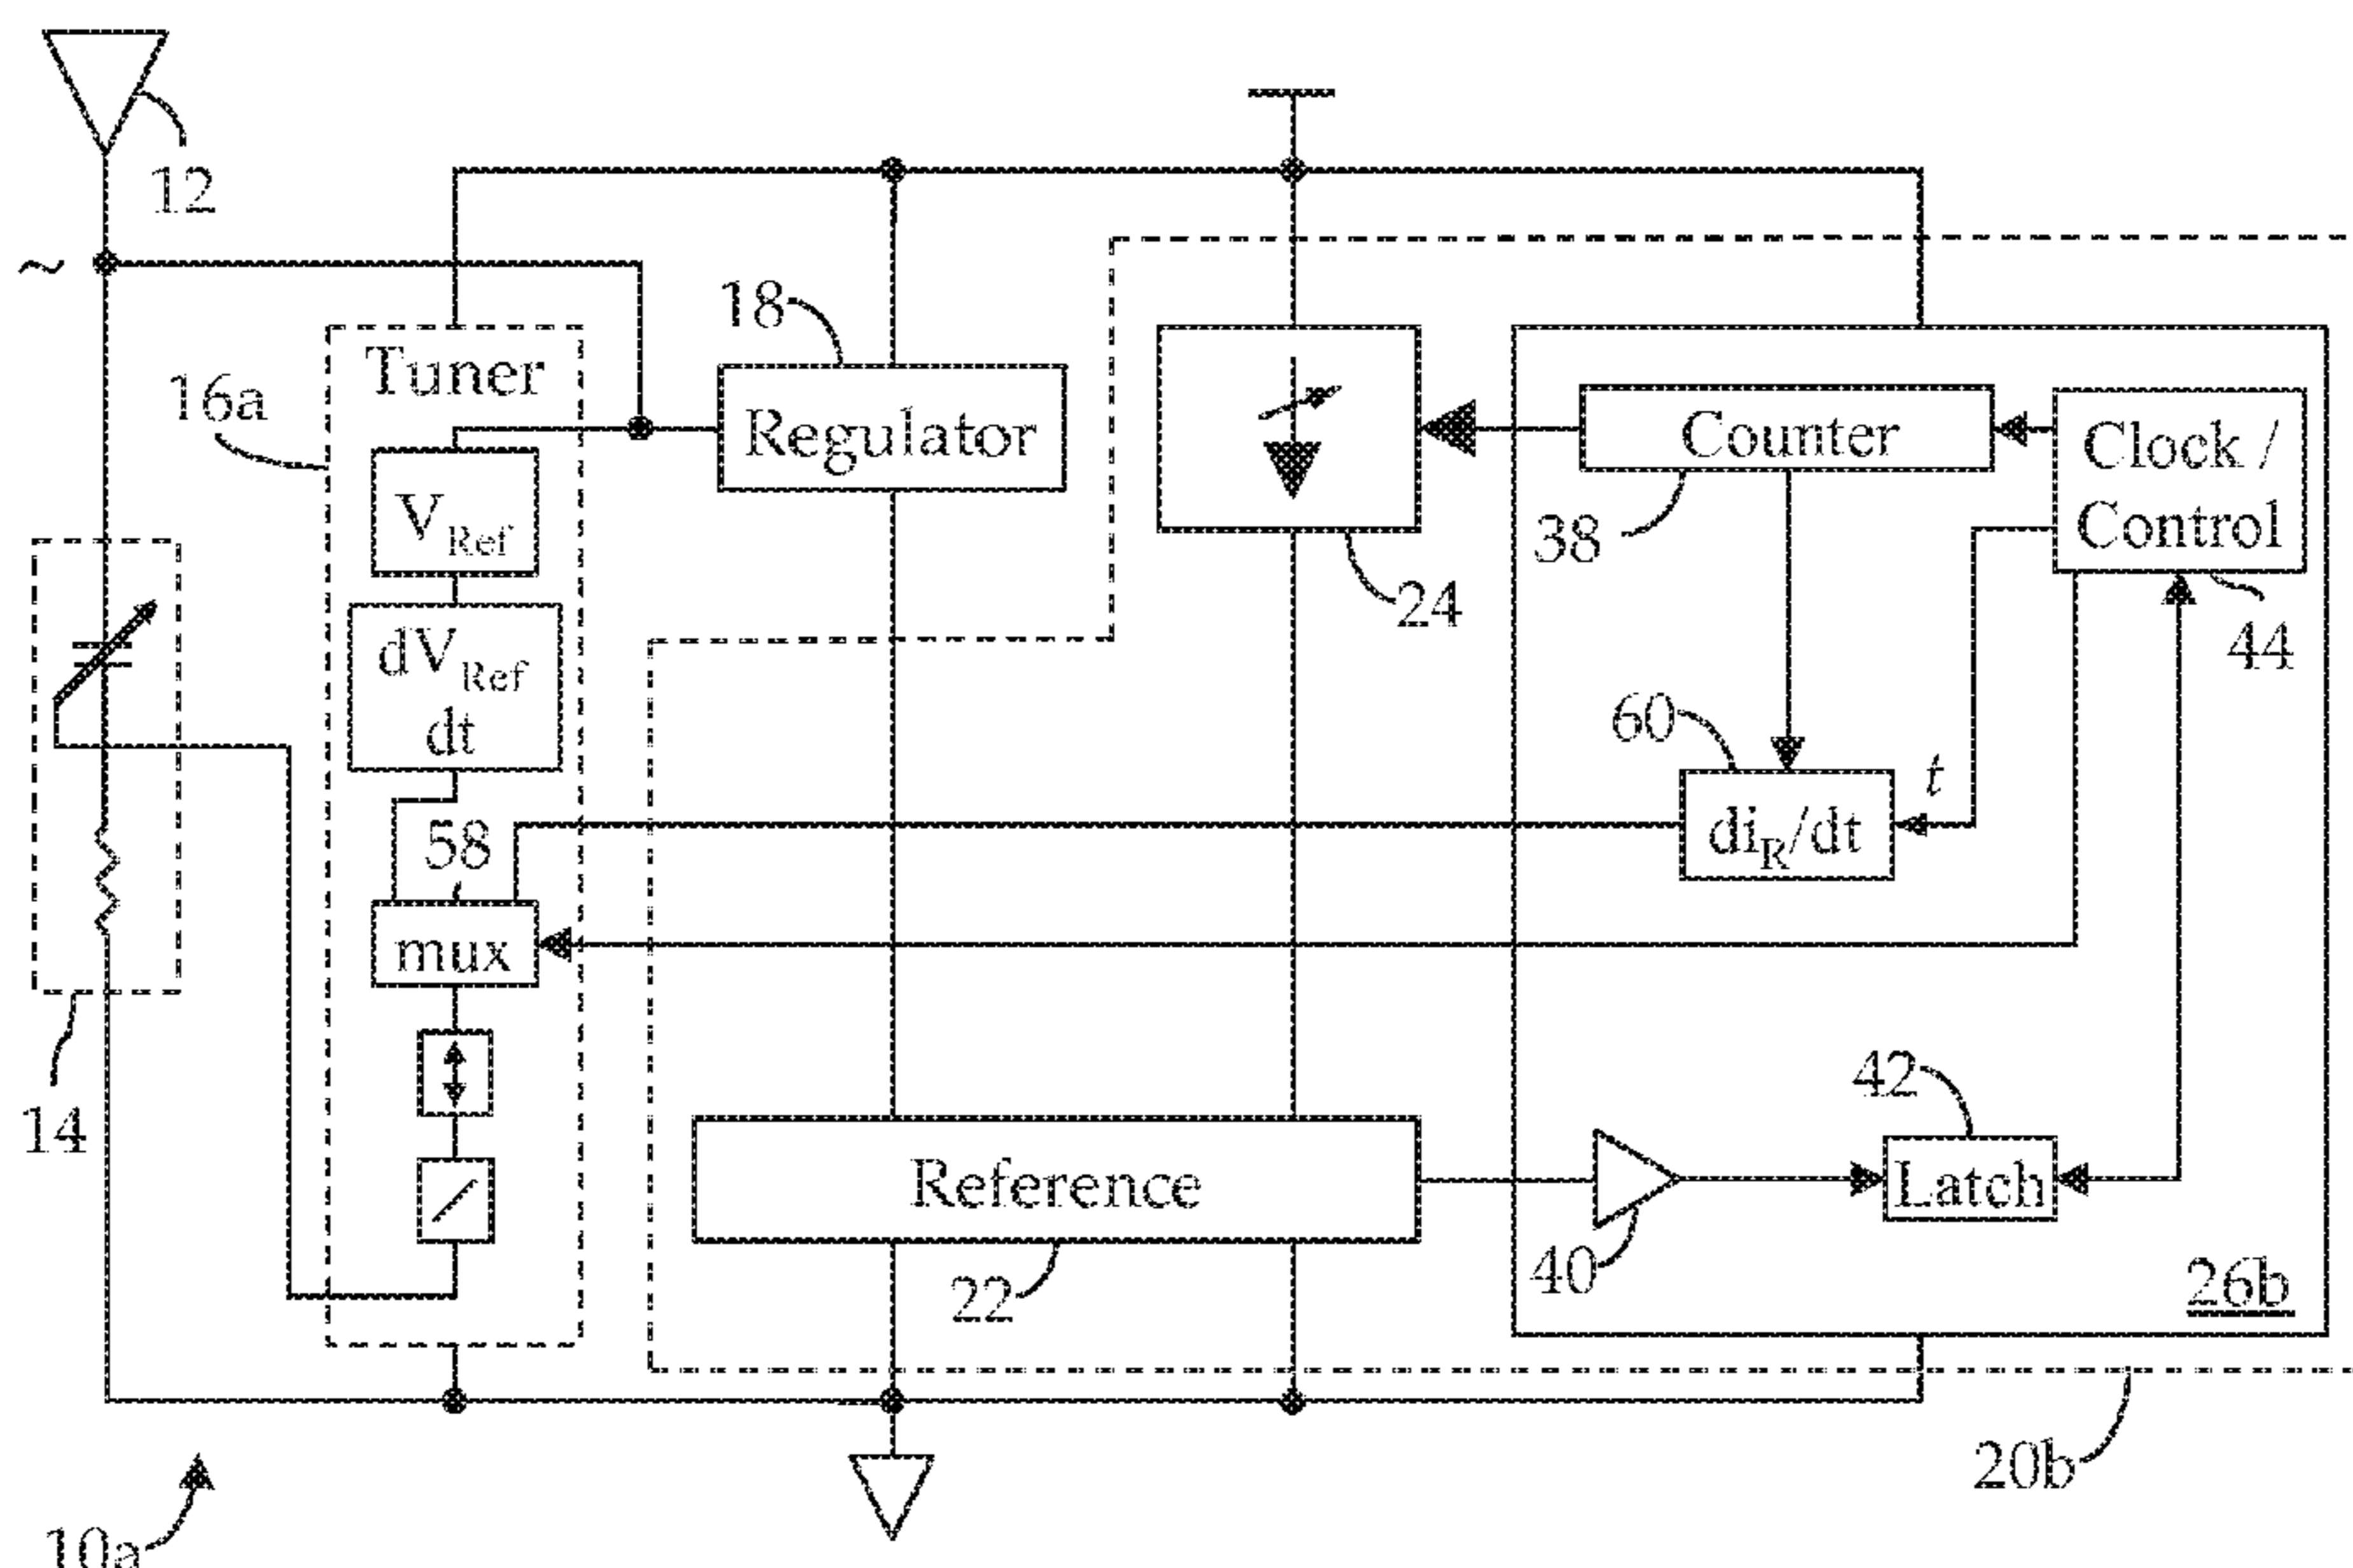 12
~
18
Tuner
16a
Regulator
Counter
Clock /
Control
V Ref
38
24
44
dV Ref
dt
60
t
58
di R/dt
mux
42
14
Reference
Latch
40
22
26b
20b
10a